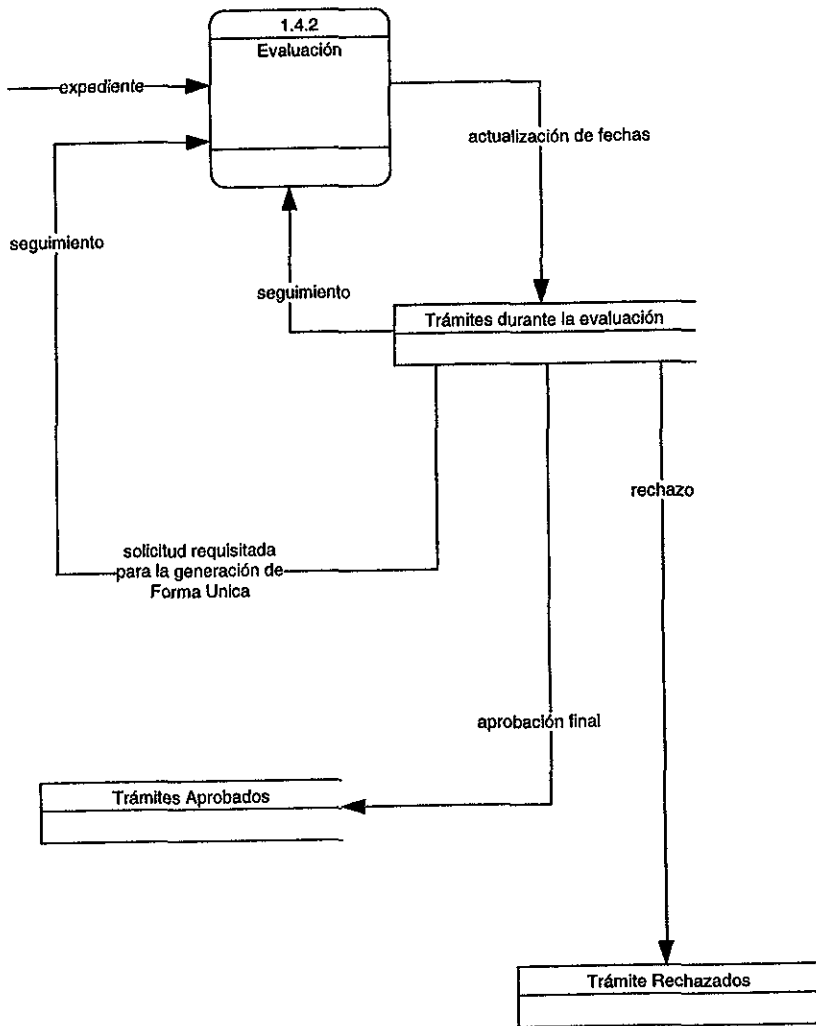 1.4.2
Evaluación
expediente
actualización de fechas
seguimiento
seguimiento
Trámites durante la evaluación
rechazo
solicitud requisitada
para la generación de
Forma Unica
aprobación final
Trámites Aprobados
Trámite Rechazados